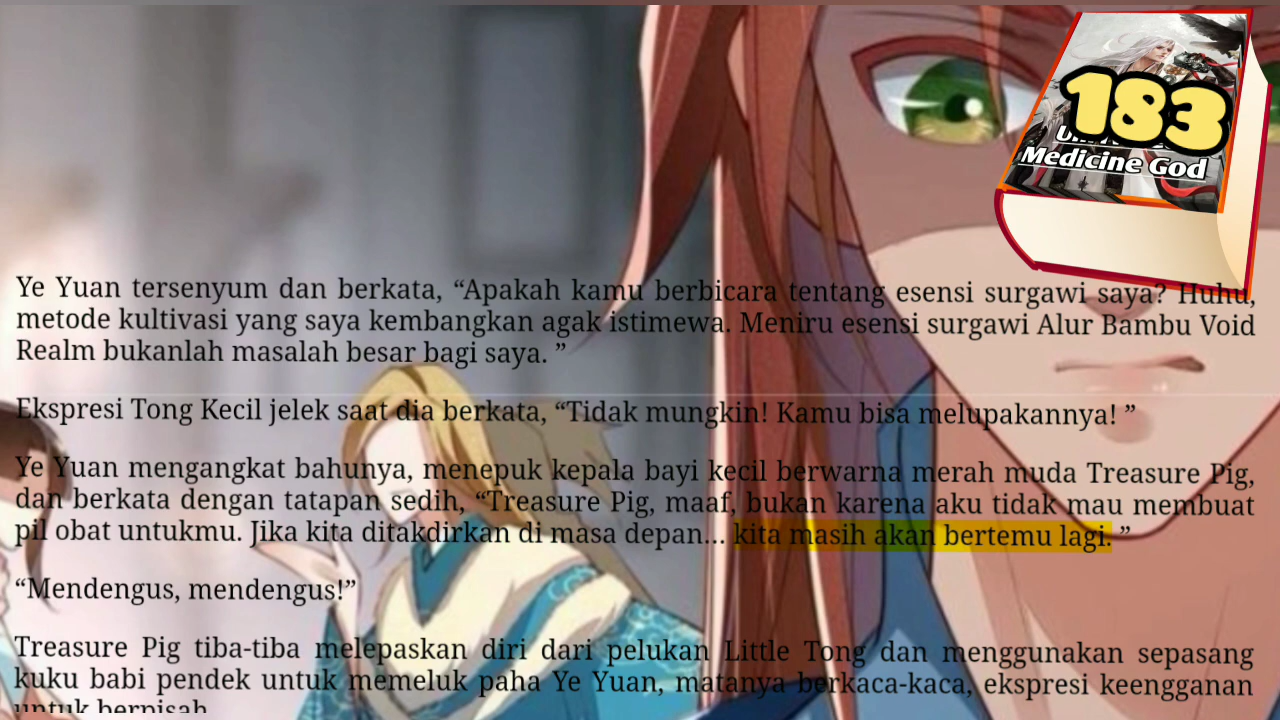 183
Medicine God
Ye Yuan tersenyum dan berkata, “Apakah kamu berbicara tentang esensi surgawi saya? Huhu,
metode kultivasi yang saya kembangkan agak istimewa. Meniru esensi surgawi Alur Bambu Void
Realm bukanlah masalah besar bagi saya. ”
Ekspresi Tong Kecil jelek saat dia berkata, “Tidak mungkin! Kamu bisa melupakannya! ”
Ye Yuan mengangkat bahunya, menepuk kepala bayi kecil berwarna merah muda Treasure Pig,
dan berkata dengan tatapan sedih, “Treasure Pig, maaf, bukan karena aku tidak mau membuat
pil obat untukmu. Jika kita ditakdirkan di masa depan… kita masih akan bertemu lagi. ”
“Mendengus, mendengus!”
Treasure Pig tiba-tiba melepaskan diri dari pelukan Little Tong dan menggunakan sepasang
kuku babi pendek untuk memeluk paha Ye Yuan, matanya berkaca-kaca, ekspresi keengganan
untuk berpisah